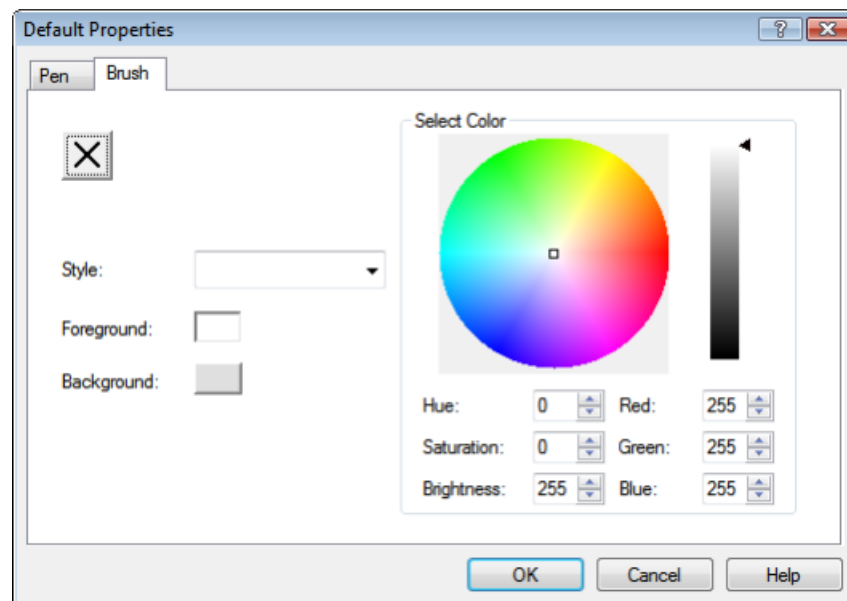 Default Properties
Pen
Brush
Select Color
Style:
Foreground:
Background:
Hue: 0 Red: 255
Saturation: 0 Green: 255
Brightness: 255 Blue: 255
OK Cancel Help